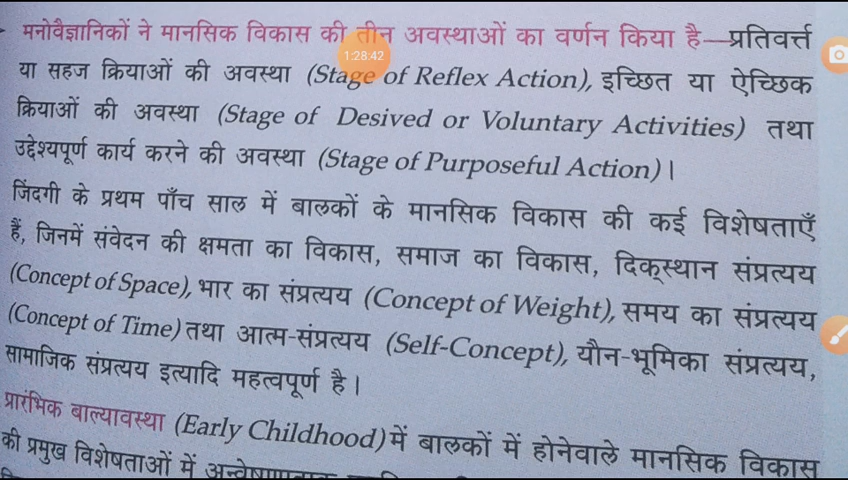 मनोवैज्ञानिकों ने मानसिक विकास की तीन अवस्थाओं का वर्णन किया है—प्रतिवर्त्त
1:28:42
या सहज क्रियाओं की अवस्था (Stage of Reflex Action), इच्छित या ऐच्छिक
क्रियाओं की अवस्था (Stage of Desived or Voluntary Activities) तथा
उद्देश्यपूर्ण कार्य करने की अवस्था (Stage of Purposeful Action)।
जिंदगी के प्रथम पाँच साल में बालकों के मानसिक विकास की कई विशेषताएँ
हैं, जिनमें संवेदन की क्षमता का विकास, समाज का विकास, दिक्स्थान संप्रत्यय
(Concept of Space), भार का संप्रत्यय (Concept of Weight), समय का संप्रत्यय
(Concept of Time) तथा आत्म-संप्रत्यय (Self-Concept), यौन-भूमिका संप्रत्यय,
सामाजिक संप्रत्यय इत्यादि महत्वपूर्ण है।
प्रारंभिक बाल्यावस्था (Early Childhood) में बालकों में होनेवाले मानसिक विकास
की प्रमुख विशेषताओं में